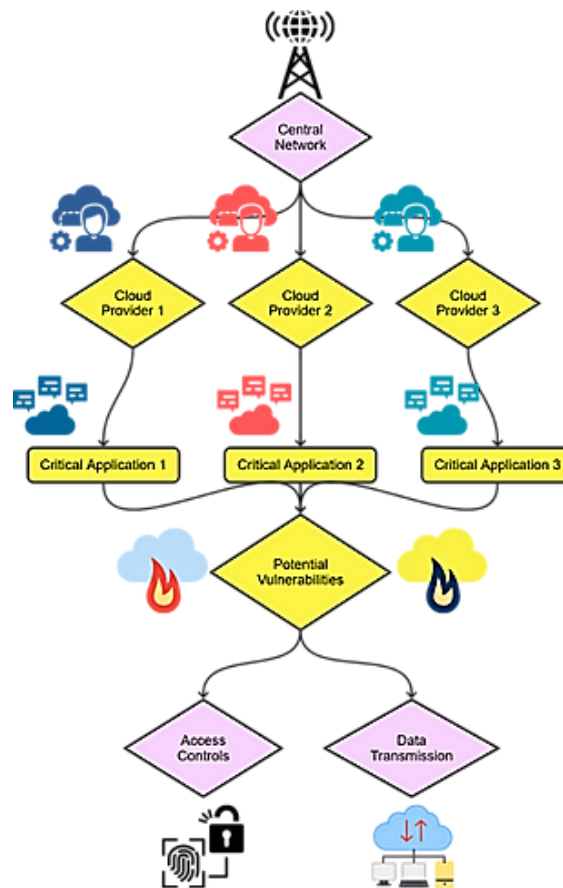 Central
Network
Cloud
Provider 1
Cloud
Provider 2
Cloud
Provider 3
Critical Application 1
Critical Application 2
Critical Application 3
Potential
Vulnerabilities
Access
Controls
Data
Transmission